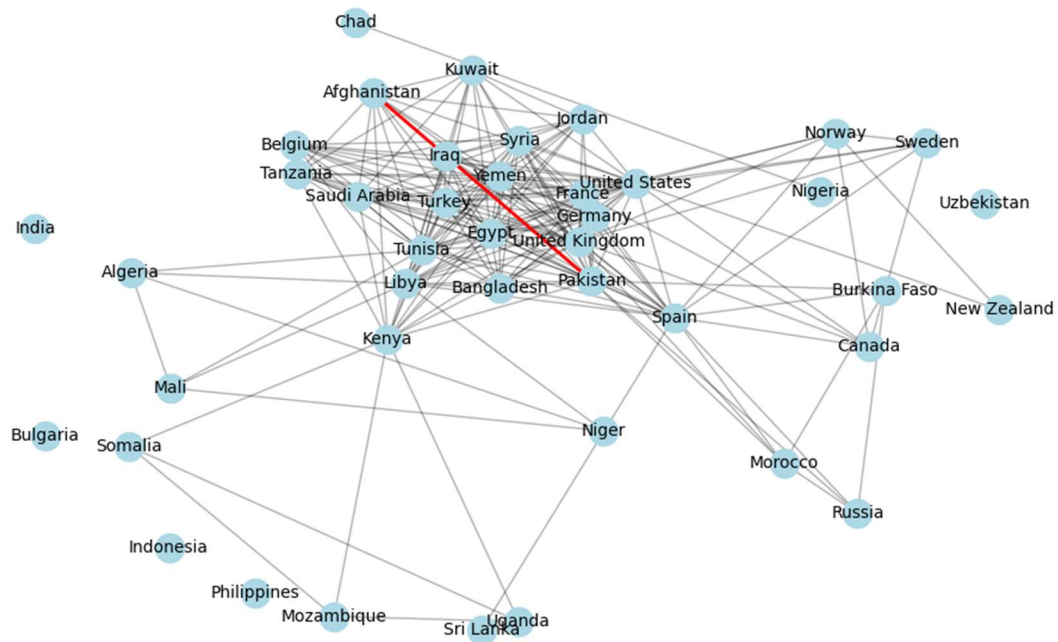 Chad
Kuwait
Afghanistan
Jordan
Norway
Sweden
Belgium
Syria
Iraq
Tanzania
Yemen
United States
Nigeria
Saudi Arabia
France
Turkey
Uzbekistan
Germany
India
Egypt
United Kingdom
Tunisia
Algeria
Libya
Pakistan
Bangladesh
Burkina Faso
New Zealand
Spain
Kenya
Canada
Mali
Niger
Bulgaria
Somalia
Morocco
Russia
Indonesia
Philippines
Mozambique
Uganda
Sri Lanka